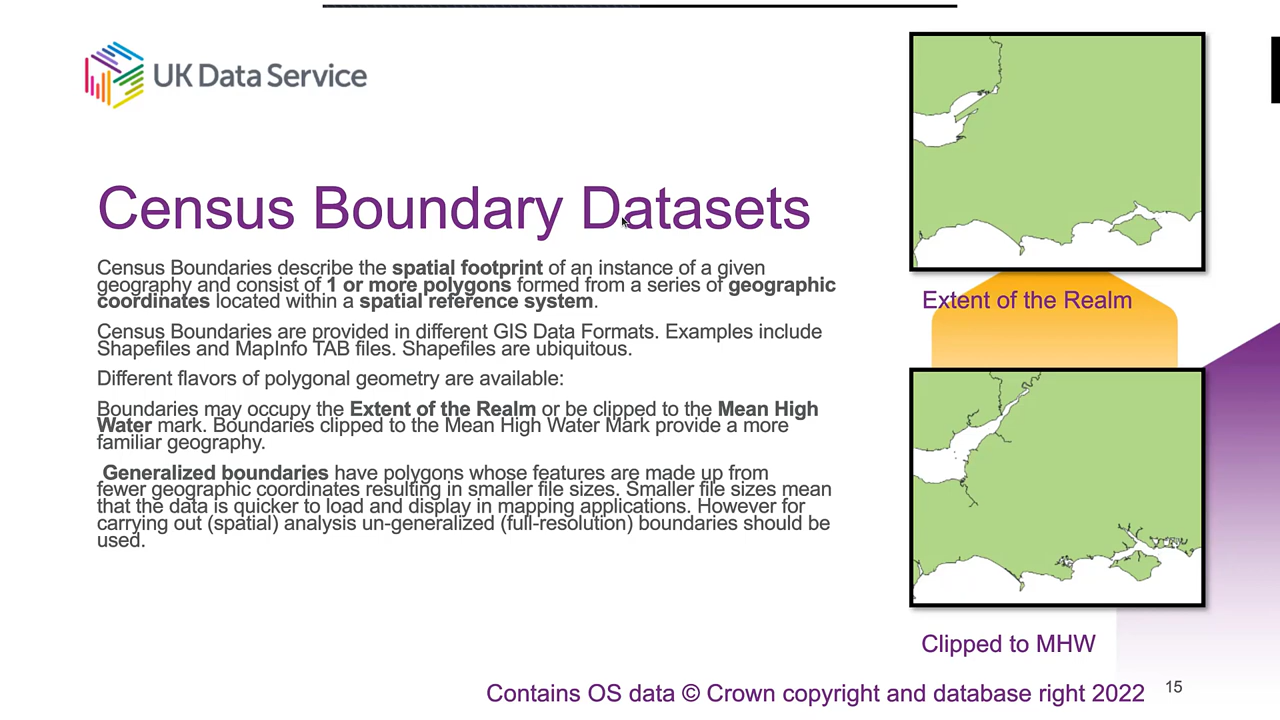 UK Data Service
Census Boundary Datasets
Census Boundaries describe the spatial footprint of an instance of a given
geography and consist of 1 or more polygons formed from a series of geographic
coordinates located within a spatial reference system.
Census Boundaries are provided in different GIS Data Formats. Examples include
Shapefiles and MapInfo TAB files. Shapefiles are ubiquitous.
Different flavors of polygonal geometry are available:
Boundaries may occupy the Extent of the Realm or be clipped to the Mean High
Water mark. Boundaries clipped to the Mean High Water Mark provide a more
familiar geography.
Generalized boundaries have polygons whose features are made up from
fewer geographic coordinates resulting in smaller file sizes. Smaller file sizes mean
that the data is quicker to load and display in mapping applications. However for
carrying out (spatial) analysis un-generalized (full-resolution) boundaries should be
used.
Extent of the Realm
Clipped to MHW
Contains OS data © Crown copyright and database right 2022
15